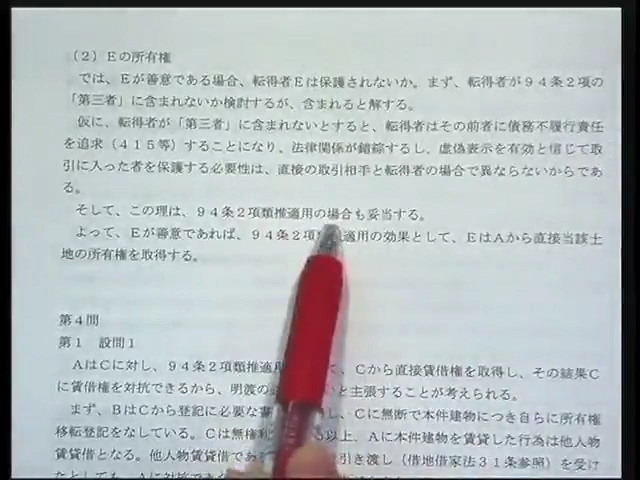 （２）Ｅの所有権
では、Ｅが善意である場合、転得者Ｅは保護されないか。まず、転得者が９４条２項の
「第三者」に含まれないか検討するが、含まれると解する。
仮に、転得者が「第三者」に含まれないとすると、転得者はその前者に債務不履行責任
を追求（４１５等）することになり、法律関係が錯綜するし、虚偽表示を有効と信じて取
引に入った者を保護する必要性は、直接の取引相手と転得者の場合で異ならないからであ
る。
そして、この理は、９４条２項類推適用の場合も妥当する。
よって、Ｅが善意であれば、９４条２項 適用の効果として、ＥはＡから直接当該土
地の所有権を取得する。
第４問
第１ 設問１
ＡはＣに対し、９４条２項類推適 、Ｃから直接賃借権を取得し、その結果Ｃ
に賃借権を対抗できるから、明渡の いと主張することが考えられる。
まず、ＢはＣから登記に必要な書 し、Ｃに無断で本件建物につき自らに所有権
移転登記をなしている。Ｃは無権利 る以上、Ａに本件建物を賃貸した行為は他人物
賃貸借となる。他人物賃貸借であ 引き渡し（借地借家法３１条参照）を受け
たとしても、Ａに対抗でき